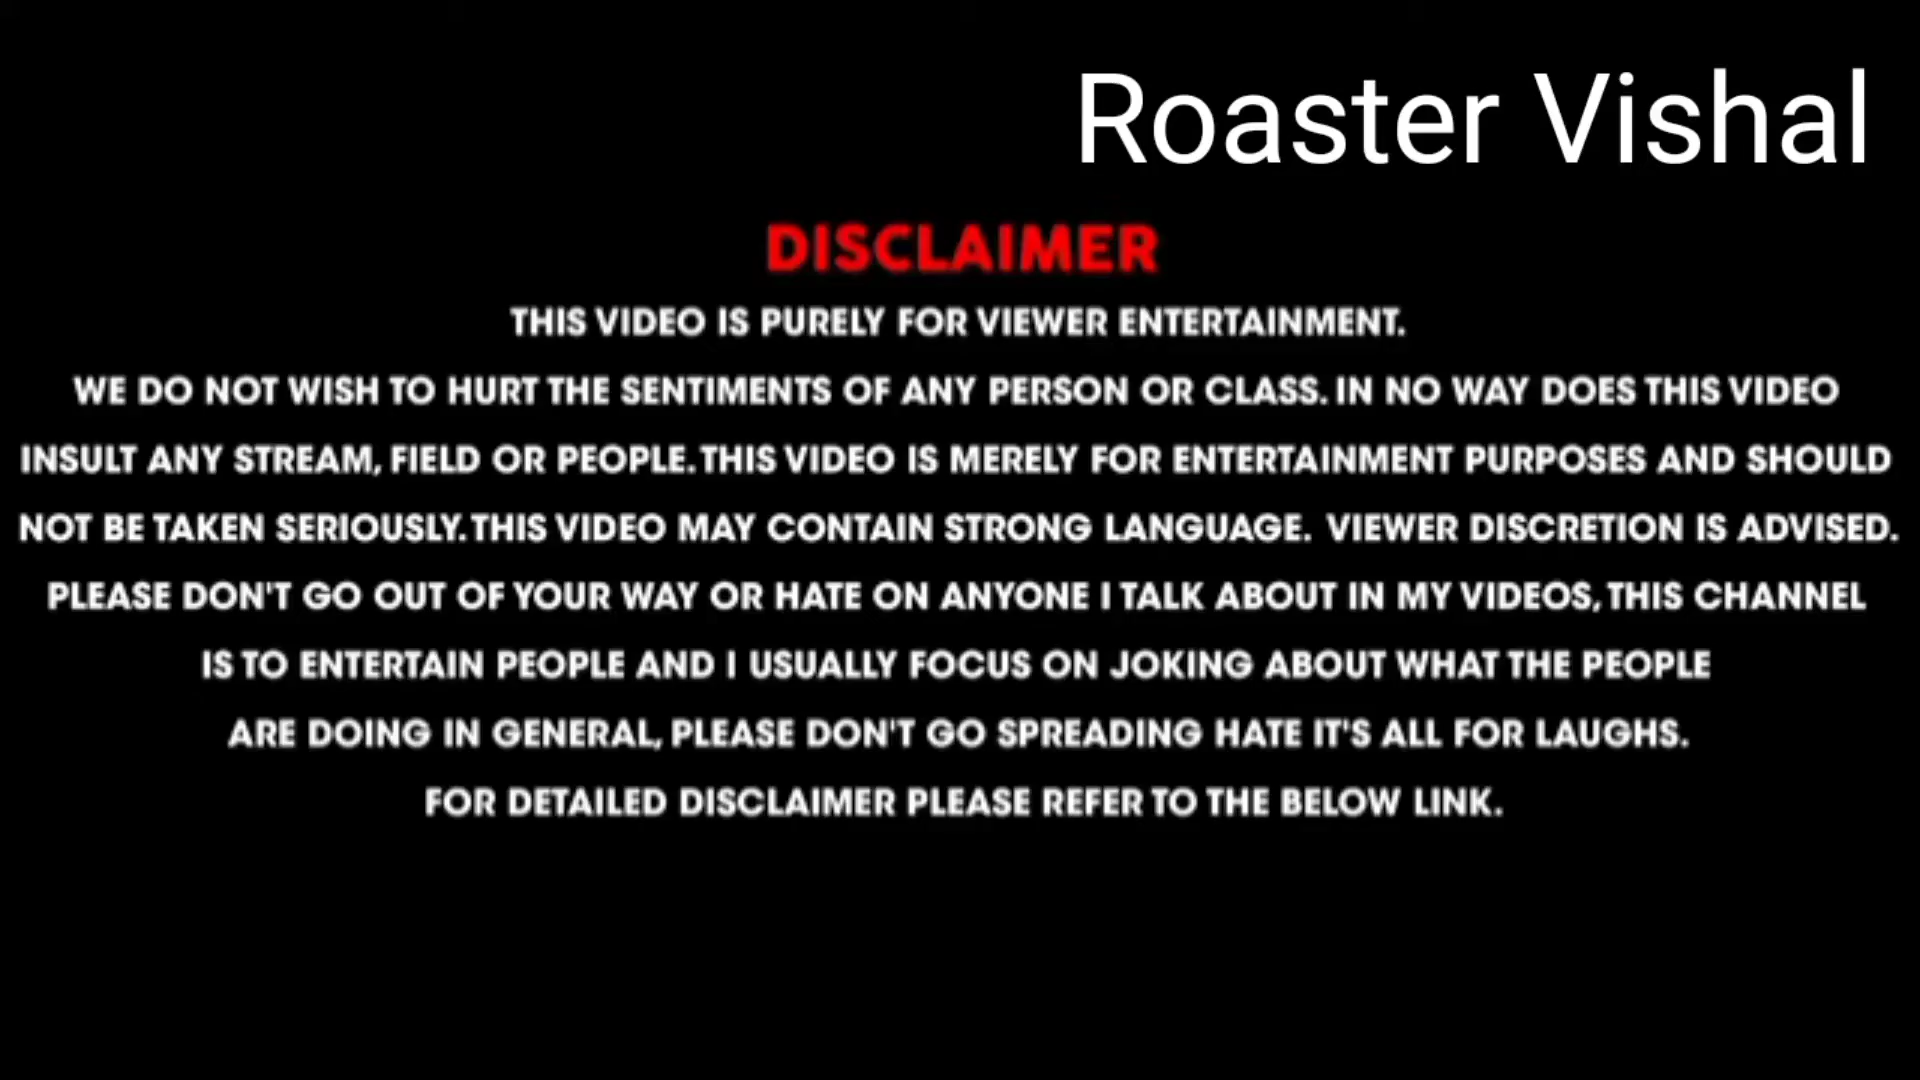 Roaster Vishal
DISCLAIMER
THIS VIDEO IS PURELY FOR VIEWER ENTERTAINMENT.
WE DO NOT WISH TO HURT THE SENTIMENTS OF ANY PERSON OR CLASS. IN NO WAY DOES THIS VIDEO
INSULT ANY STREAM, FIELD OR PEOPLE. THIS VIDEO IS MERELY FOR ENTERTAINMENT PURPOSES AND SHOULD
NOT BE TAKEN SERIOUSLY. THIS VIDEO MAY CONTAIN STRONG LANGUAGE. VIEWER DISCRETION IS ADVISED.
PLEASE DON'T GO OUT OF YOUR WAY OR HATE ON ANYONE I TALK ABOUT IN MY VIDEOS, THIS CHANNEL
IS TO ENTERTAIN PEOPLE AND I USUALLY FOCUS ON JOKING ABOUT WHAT THE PEOPLE
ARE DOING IN GENERAL, PLEASE DON'T GO SPREADING HATE IT'S ALL FOR LAUGHS.
FOR DETAILED DISCLAIMER PLEASE REFER TO THE BELOW LINK.